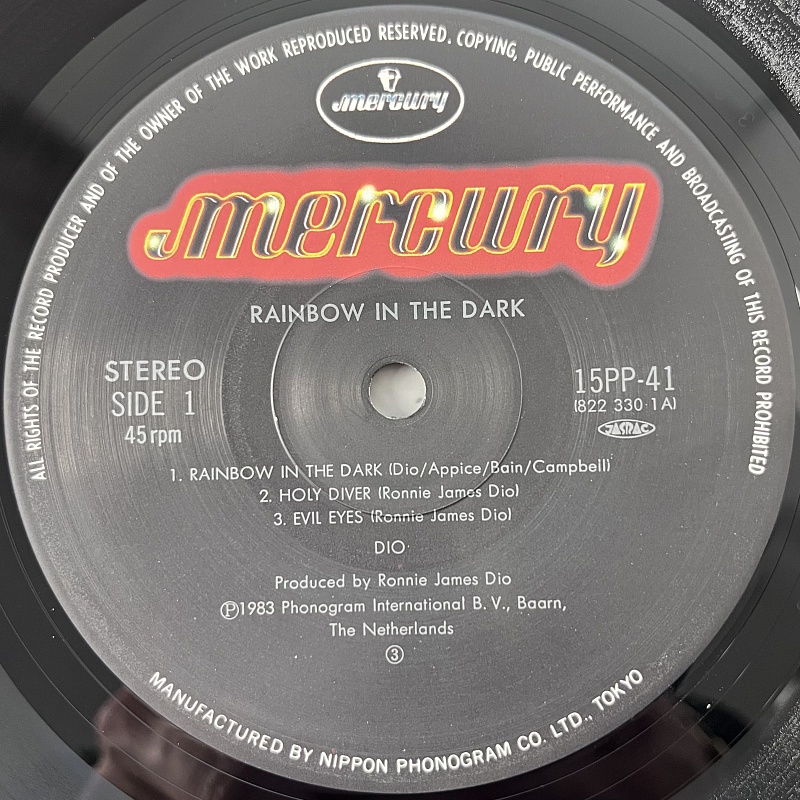 ALL RIGHTS OF THE RECORD PRODUCER AND OF THE OWNER OF THE WORK REPRODUCED RESERVED. COPYING, PUBLIC PERFORMANCE AND BROADCASTING OF THIS RECORD PROHIBITED
mercury
mercury
RAINBOW IN THE DARK
STEREO
SIDE 1
45 rpm
15PP-41
(822 330-1A)
JASRAC
1. RAINBOW IN THE DARK (Dio/Appice/Bain/Campbell)
2. HOLY DIVER (Ronnie James Dio)
3. EVIL EYES (Ronnie James Dio)
DIO
Produced by Ronnie James Dio
Ⓟ1983 Phonogram International B. V., Baarn,
The Netherlands
③
MANUFACTURED BY NIPPON PHONOGRAM CO. LTD., TOKYO